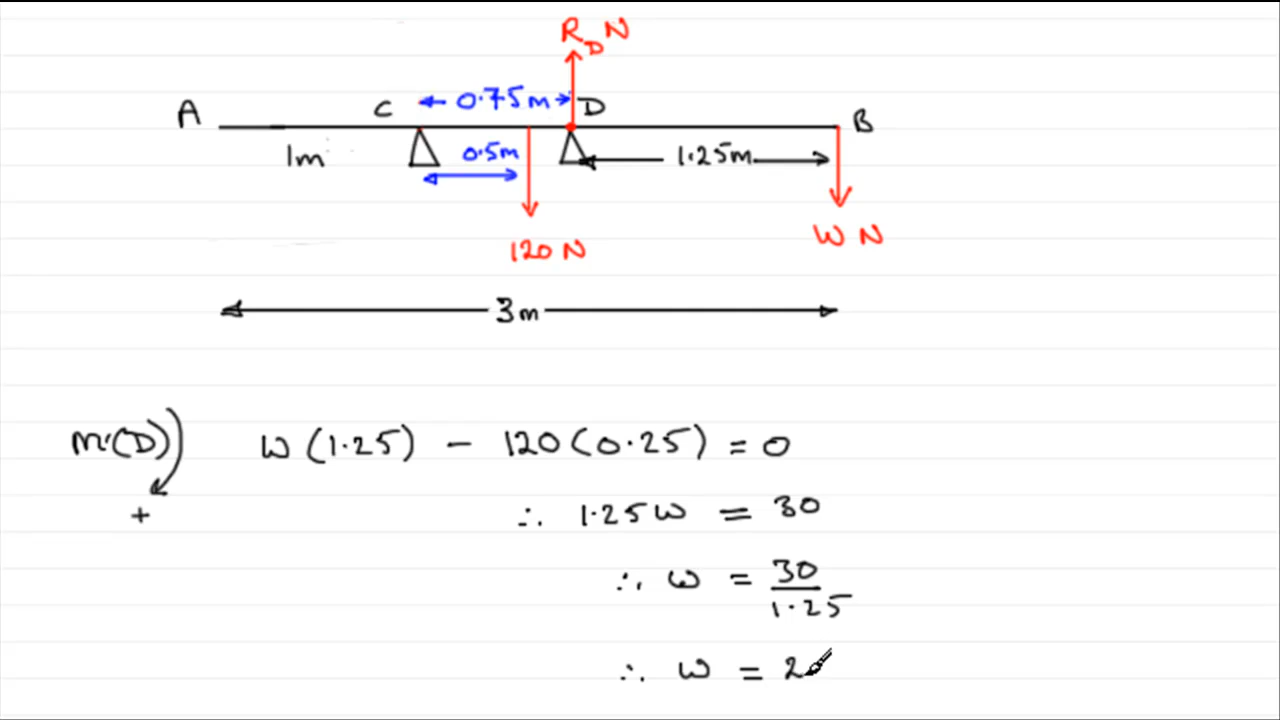 R_D N
A C 0.75m D B
1m 0.5m 1.25m
120 N W N
3m
M(D) W(1.25) - 120(0.25) = 0
+ ∴ 1.25W = 30
∴ W = 30/1.25
∴ W = 2